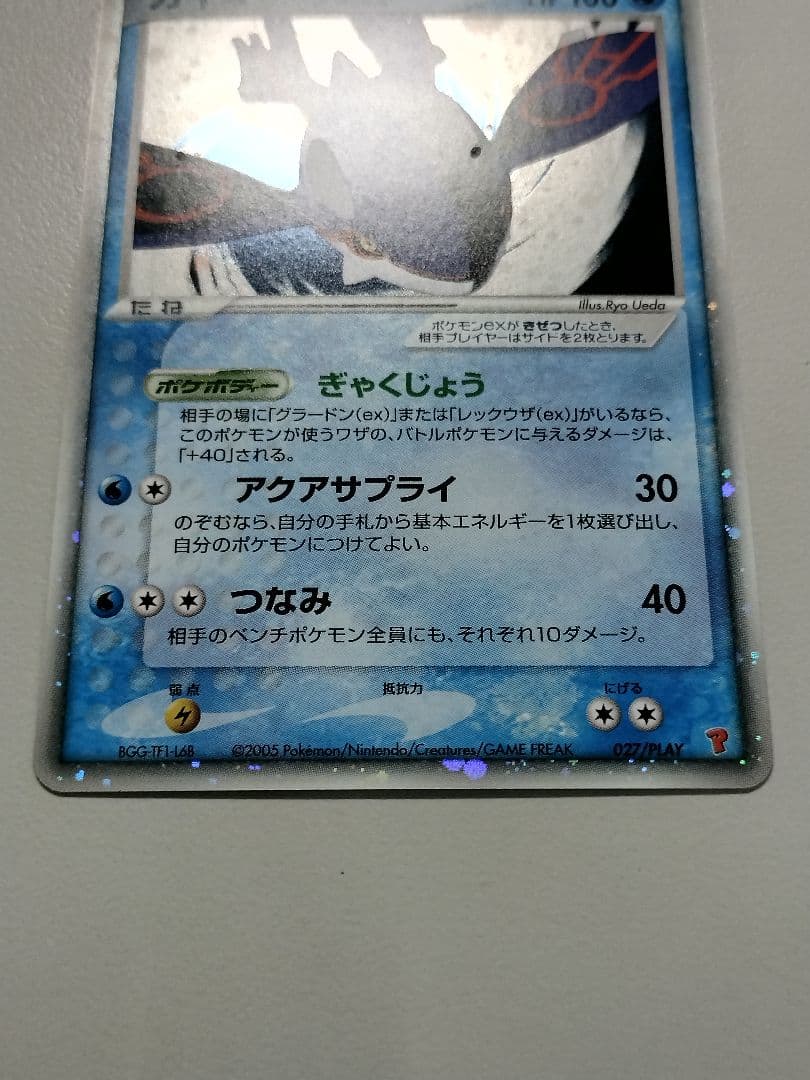 たね
Illus.Ryo Ueda
ポケモンexが きぜつしたとき、
相手プレイヤーはサイドを2枚とります。
ポケボディー ぎゃくじょう
相手の場に「グラードン(ex)」または「レックウザ(ex)」がいるなら、
このポケモンが使うワザの、バトルポケモンに与えるダメージは、
「+40」される。
アクアサプライ 30
のぞむなら、自分の手札から基本エネルギーを1枚選び出し、
自分のポケモンにつけてよい。
つなみ 40
相手のベンチポケモン全員にも、それぞれ10ダメージ。
弱点 抵抗力 にげる
BGG-TF1-L6B ©2005 Pokémon/Nintendo/Creatures/GAME FREAK 027/PLAY P